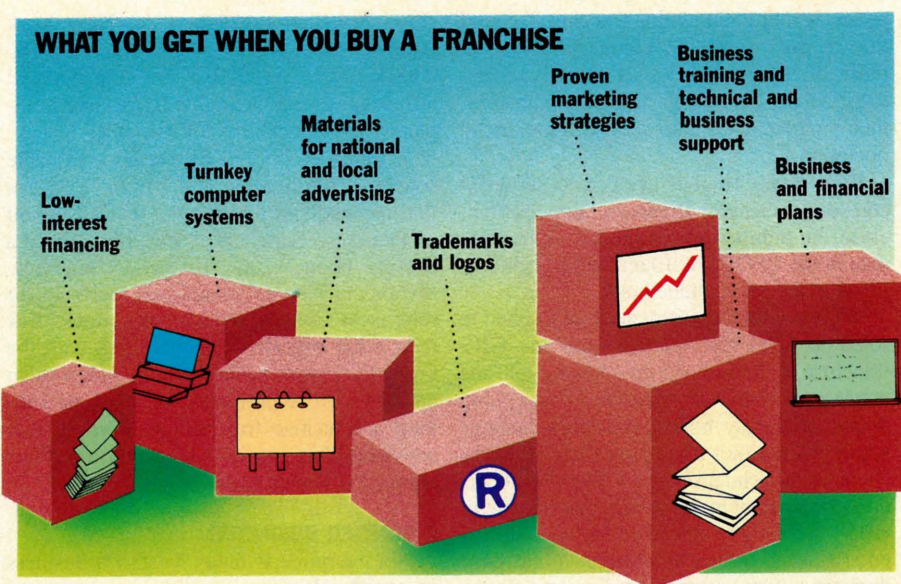 WHAT YOU GET WHEN YOU BUY A FRANCHISE
Low-
interest
financing
Turnkey
computer
systems
Materials
for national
and local
advertising
Trademarks
and logos
Proven
marketing
strategies
Business
training and
technical and
business
support
Business
and financial
plans
R